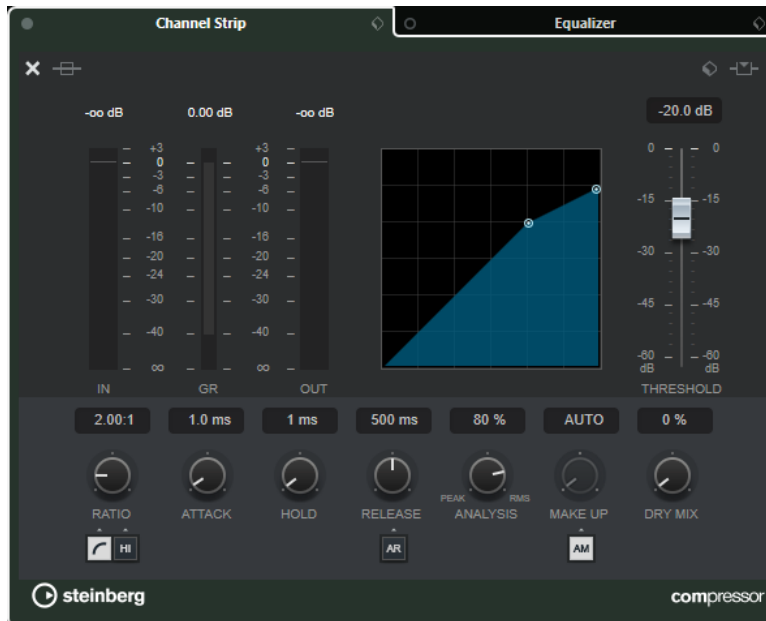 Channel Strip
Equalizer
-oo dB 0.00 dB -oo dB -20.0 dB
+3 +3 0 0
0 0
-3 -3
-6 -6 -15 -15
-10 -10
-16 -16
-20 -20 -30 -30
-24 -24
-30 -30 -45 -45
-40 -40
oo oo -60 -60
dB dB
IN GR OUT THRESHOLD
2.00:1 1.0 ms 1 ms 500 ms 80 % AUTO 0 %
PEAK RMS
RATIO ATTACK HOLD RELEASE ANALYSIS MAKE UP DRY MIX
HI AR AM
steinberg compressor